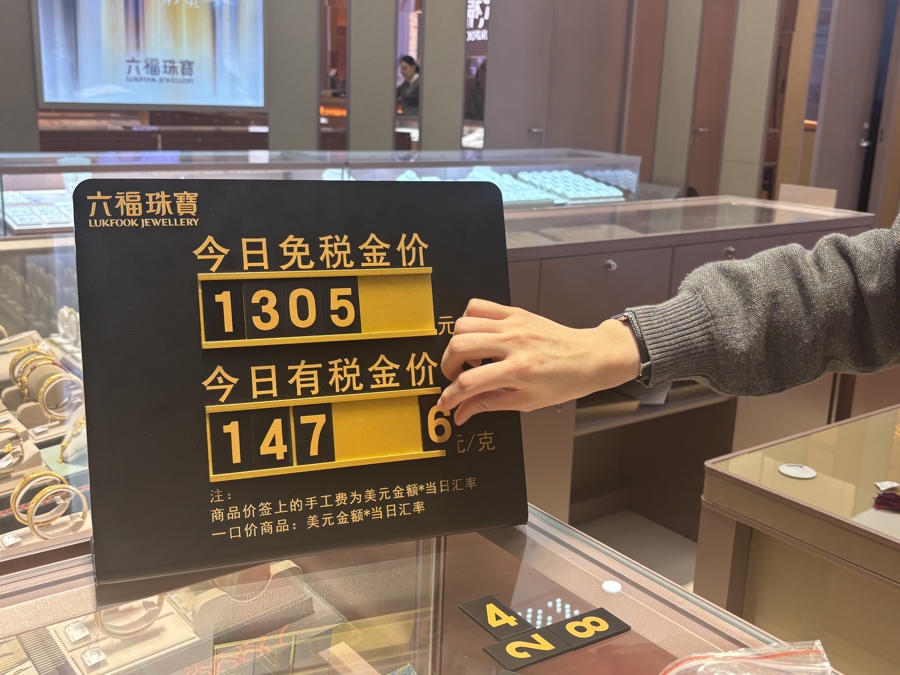 六福珠寶
LUKFOOK JEWELLERY
六福珠寶
LUKFOOK JEWELLERY
今日免税金价
1305
元
今日有税金价
147 6
元/克
注：
商品价签上的手工费为美元金额*当日汇率
一口价商品：美元金额*当日汇率
4
2 8